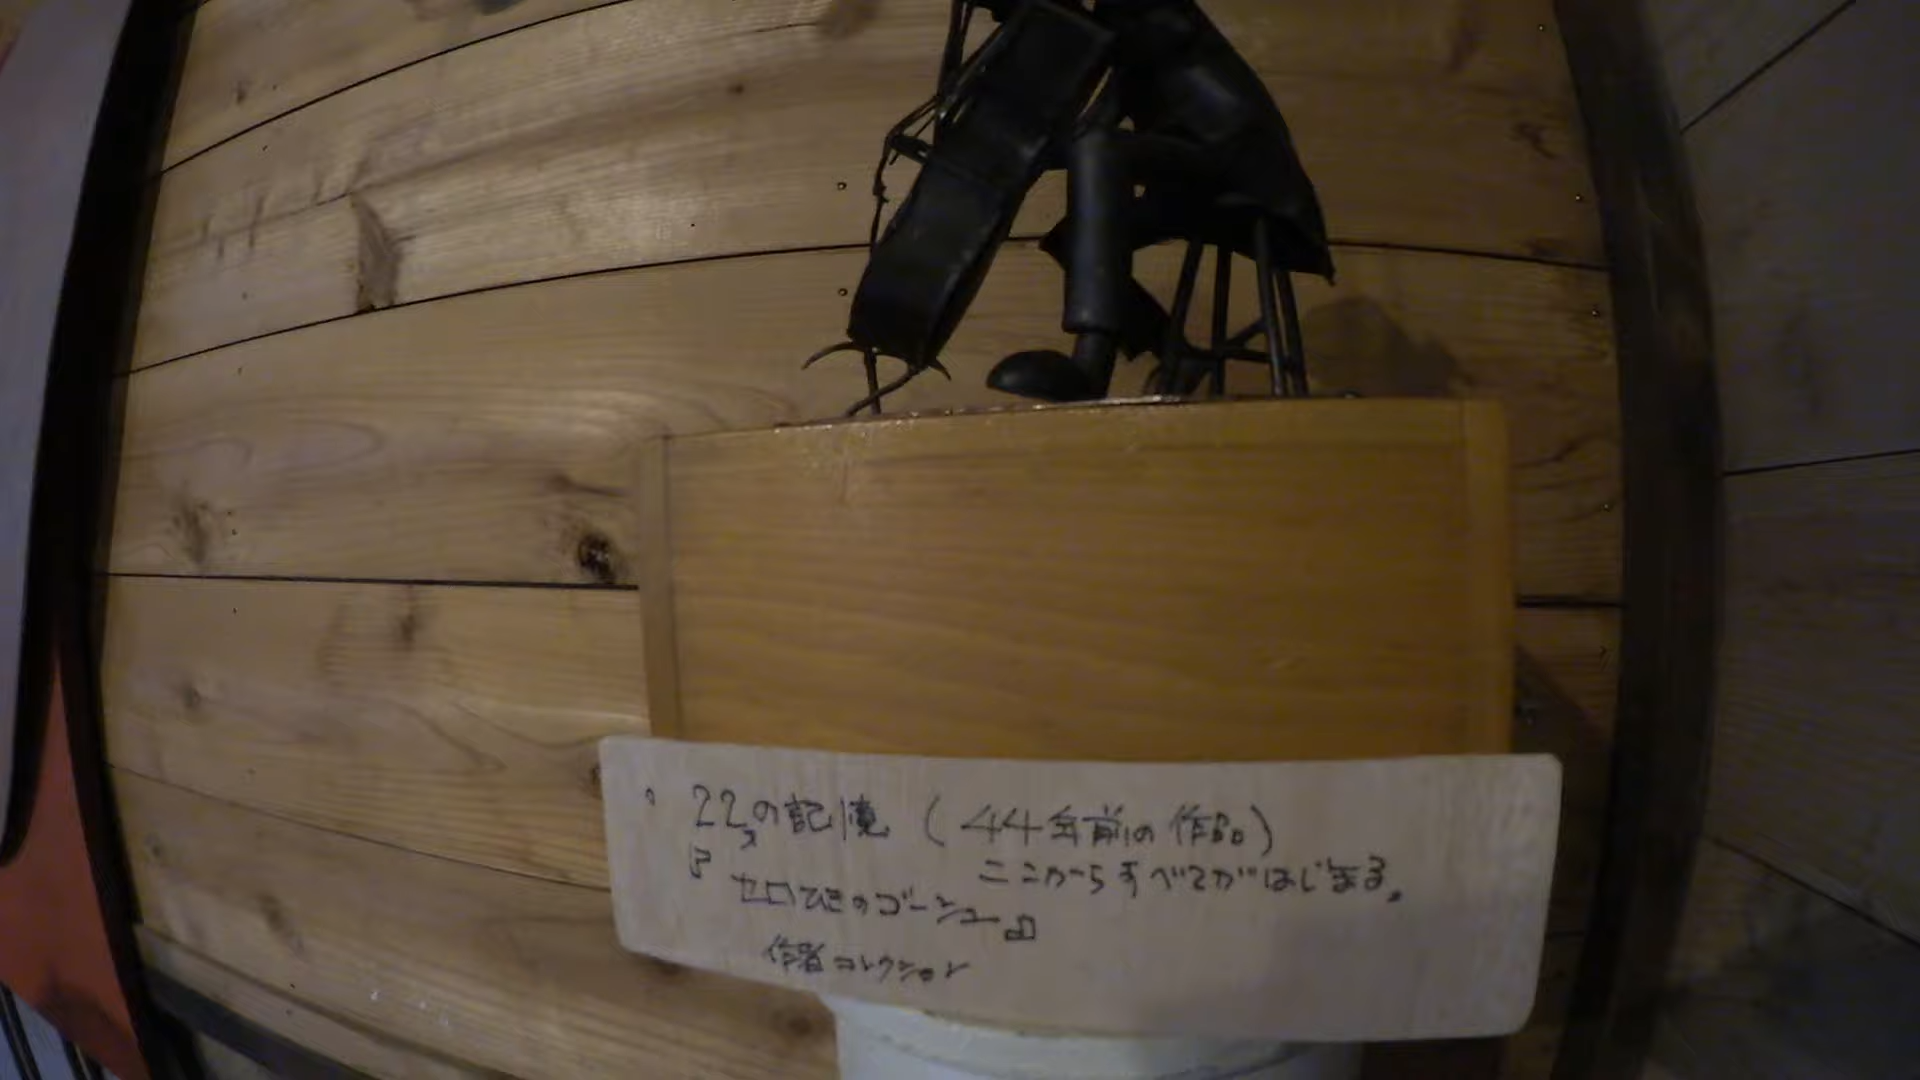 22才の記憶 (44年前の作品)
ここからすべてがはじまる。
『セロひきのゴーシュ』
作者コレクション